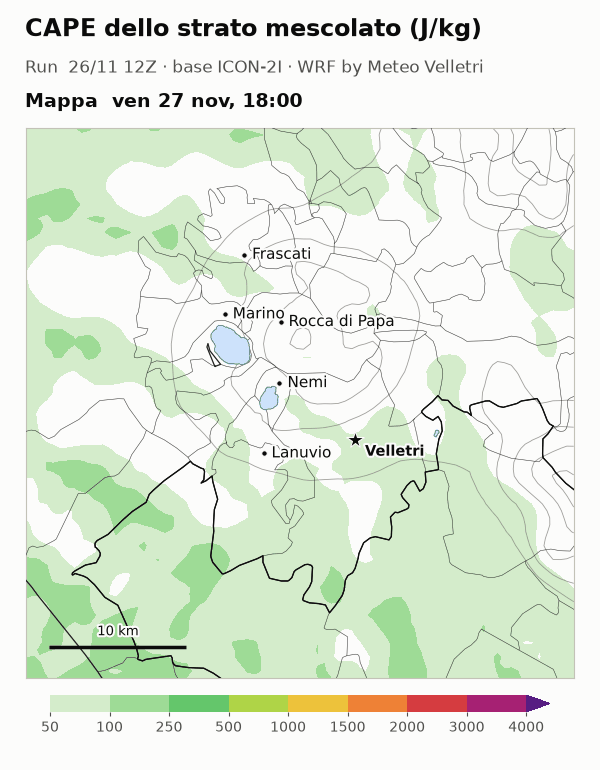 CAPE dello strato mescolato (J/kg)
Run 26/11 12Z · base ICON-2I · WRF by Meteo Velletri
Mappa ven 27 nov, 18:00
Frascati
Marino
Rocca di Papa
Nemi
Velletri
Lanuvio
10 km
50 100 250 500 1000 1500 2000 3000 4000